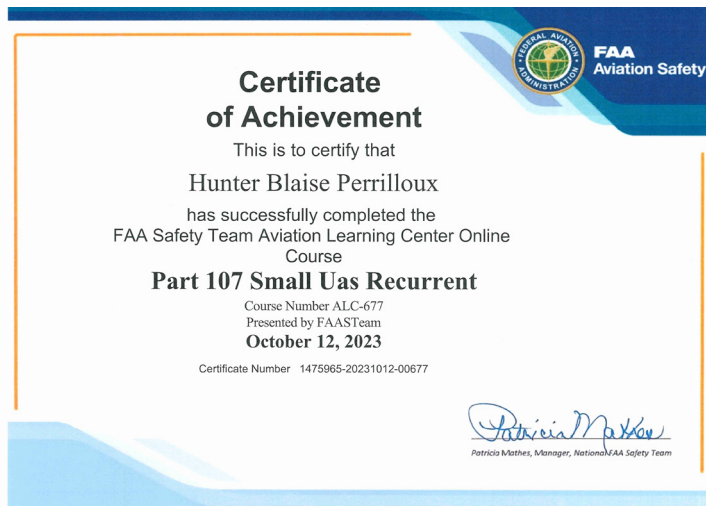 FEDERAL AVIATION
ADMINISTRATION
FAA
Aviation Safety
Certificate
of Achievement
This is to certify that
Hunter Blaise Perrilloux
has successfully completed the
FAA Safety Team Aviation Learning Center Online
Course
Part 107 Small Uas Recurrent
Course Number ALC-677
Presented by FAASTeam
October 12, 2023
Certificate Number 1475965-20231012-00677
Patricia Mathes
Patricia Mathes, Manager, National FAA Safety Team